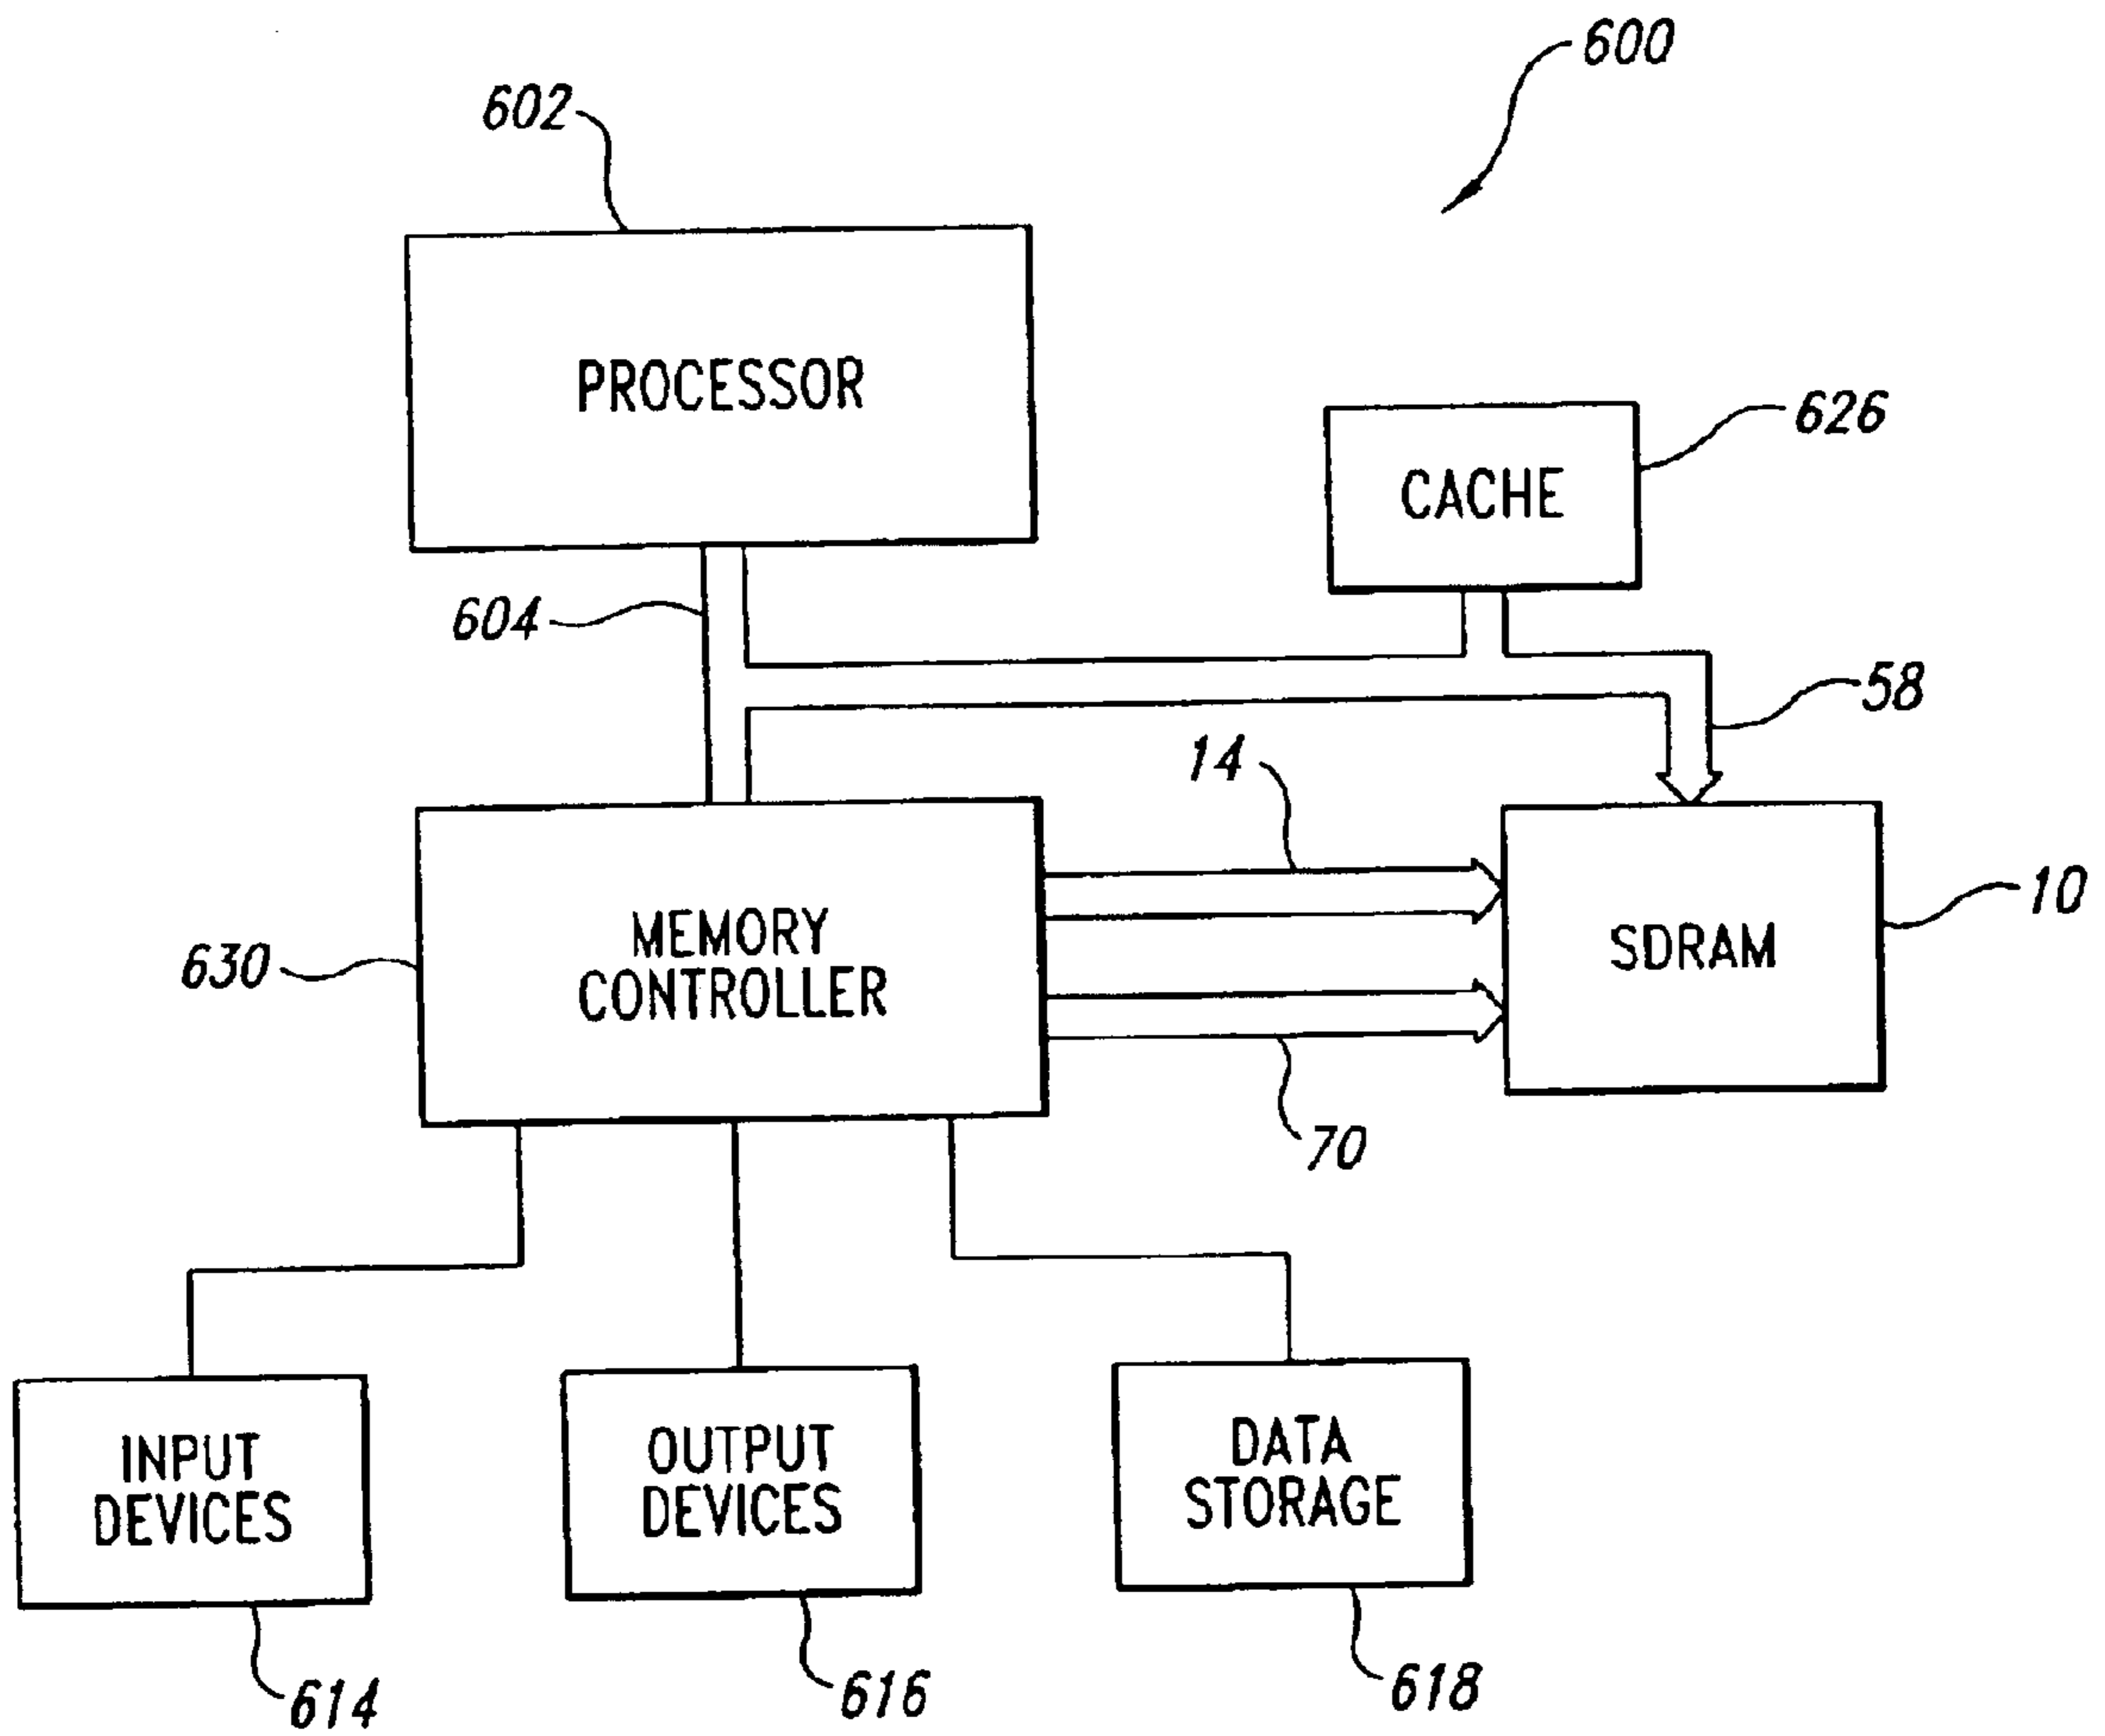 600
602
PROCESSOR
626
CACHE
604
58
14
10
MEMORY
CONTROLLER
SDRAM
630
70
INPUT
DEVICES
OUTPUT
DEVICES
DATA
STORAGE
614
616
618